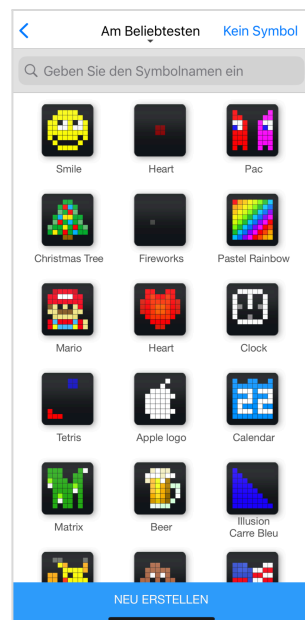 Am Beliebtesten
Kein Symbol
Geben Sie den Symbolnamen ein
Smile
Heart
Pac
Christmas Tree
Fireworks
Pastel Rainbow
Mario
Heart
Clock
Tetris
Apple logo
22
Calendar
Matrix
Beer
Illusion
Carre Bleu
NEU ERSTELLEN